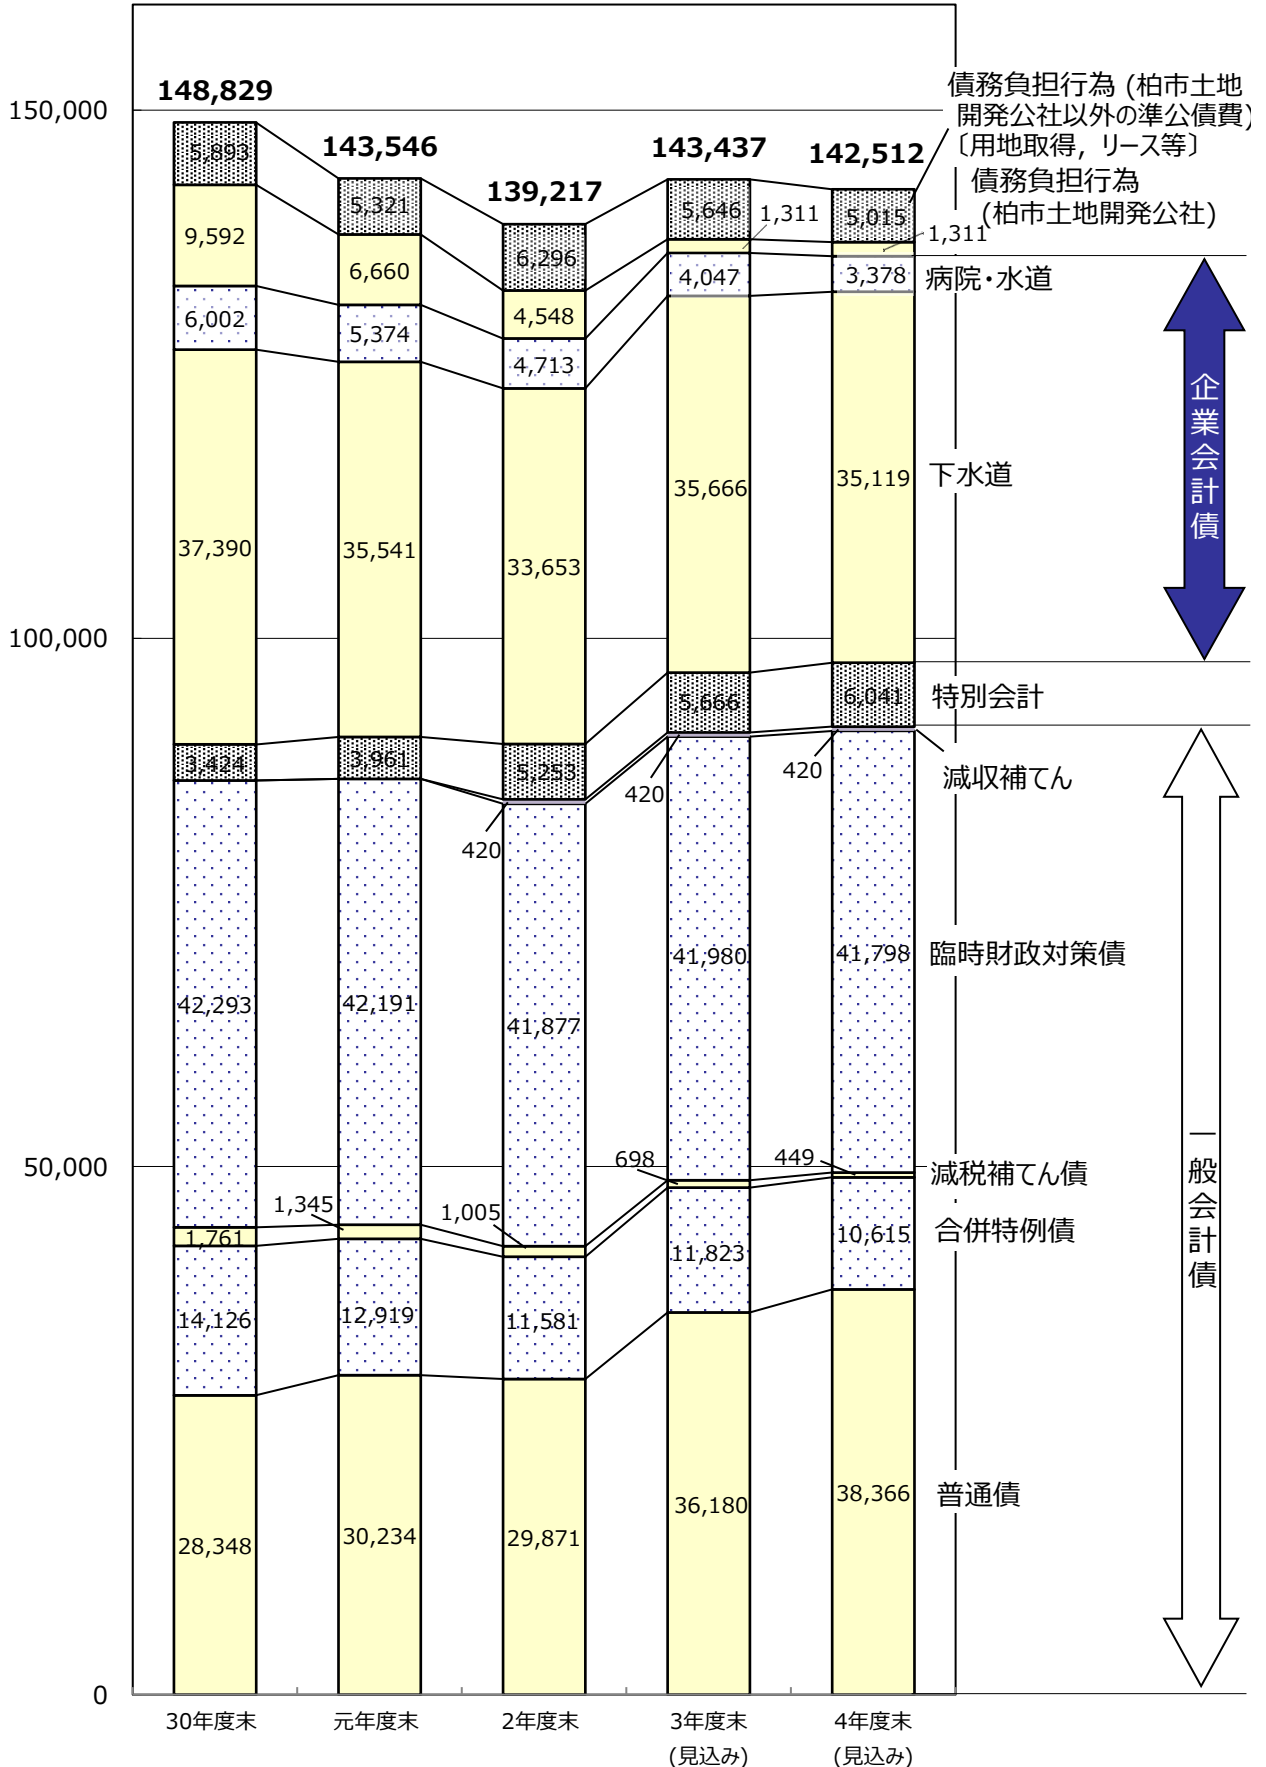 148,829
143,546
139,217
143,437
142,512
150,000
100,000
50,000
0
5,893
9,592
6,002
37,390
3,424
42,293
1,761
14,126
28,348
5,321
6,660
5,374
35,541
3,961
42,191
1,345
12,919
30,234
6,296
4,548
4,713
33,653
5,253
420
41,877
1,005
11,581
29,871
5,646
1,311
4,047
35,666
5,666
420
41,980
698
11,823
36,180
5,015
1,311
3,378
35,119
6,041
420
41,798
449
10,615
38,366
債務負担行為 (柏市土地
開発公社以外の準公債費)
〔用地取得，リース等〕
債務負担行為
(柏市土地開発公社)
病院・水道
下水道
特別会計
減収補てん
臨時財政対策債
減税補てん債
合併特例債
普通債
企業会計債
一般会計債
30年度末
元年度末
2年度末
3年度末
(見込み)
4年度末
(見込み)